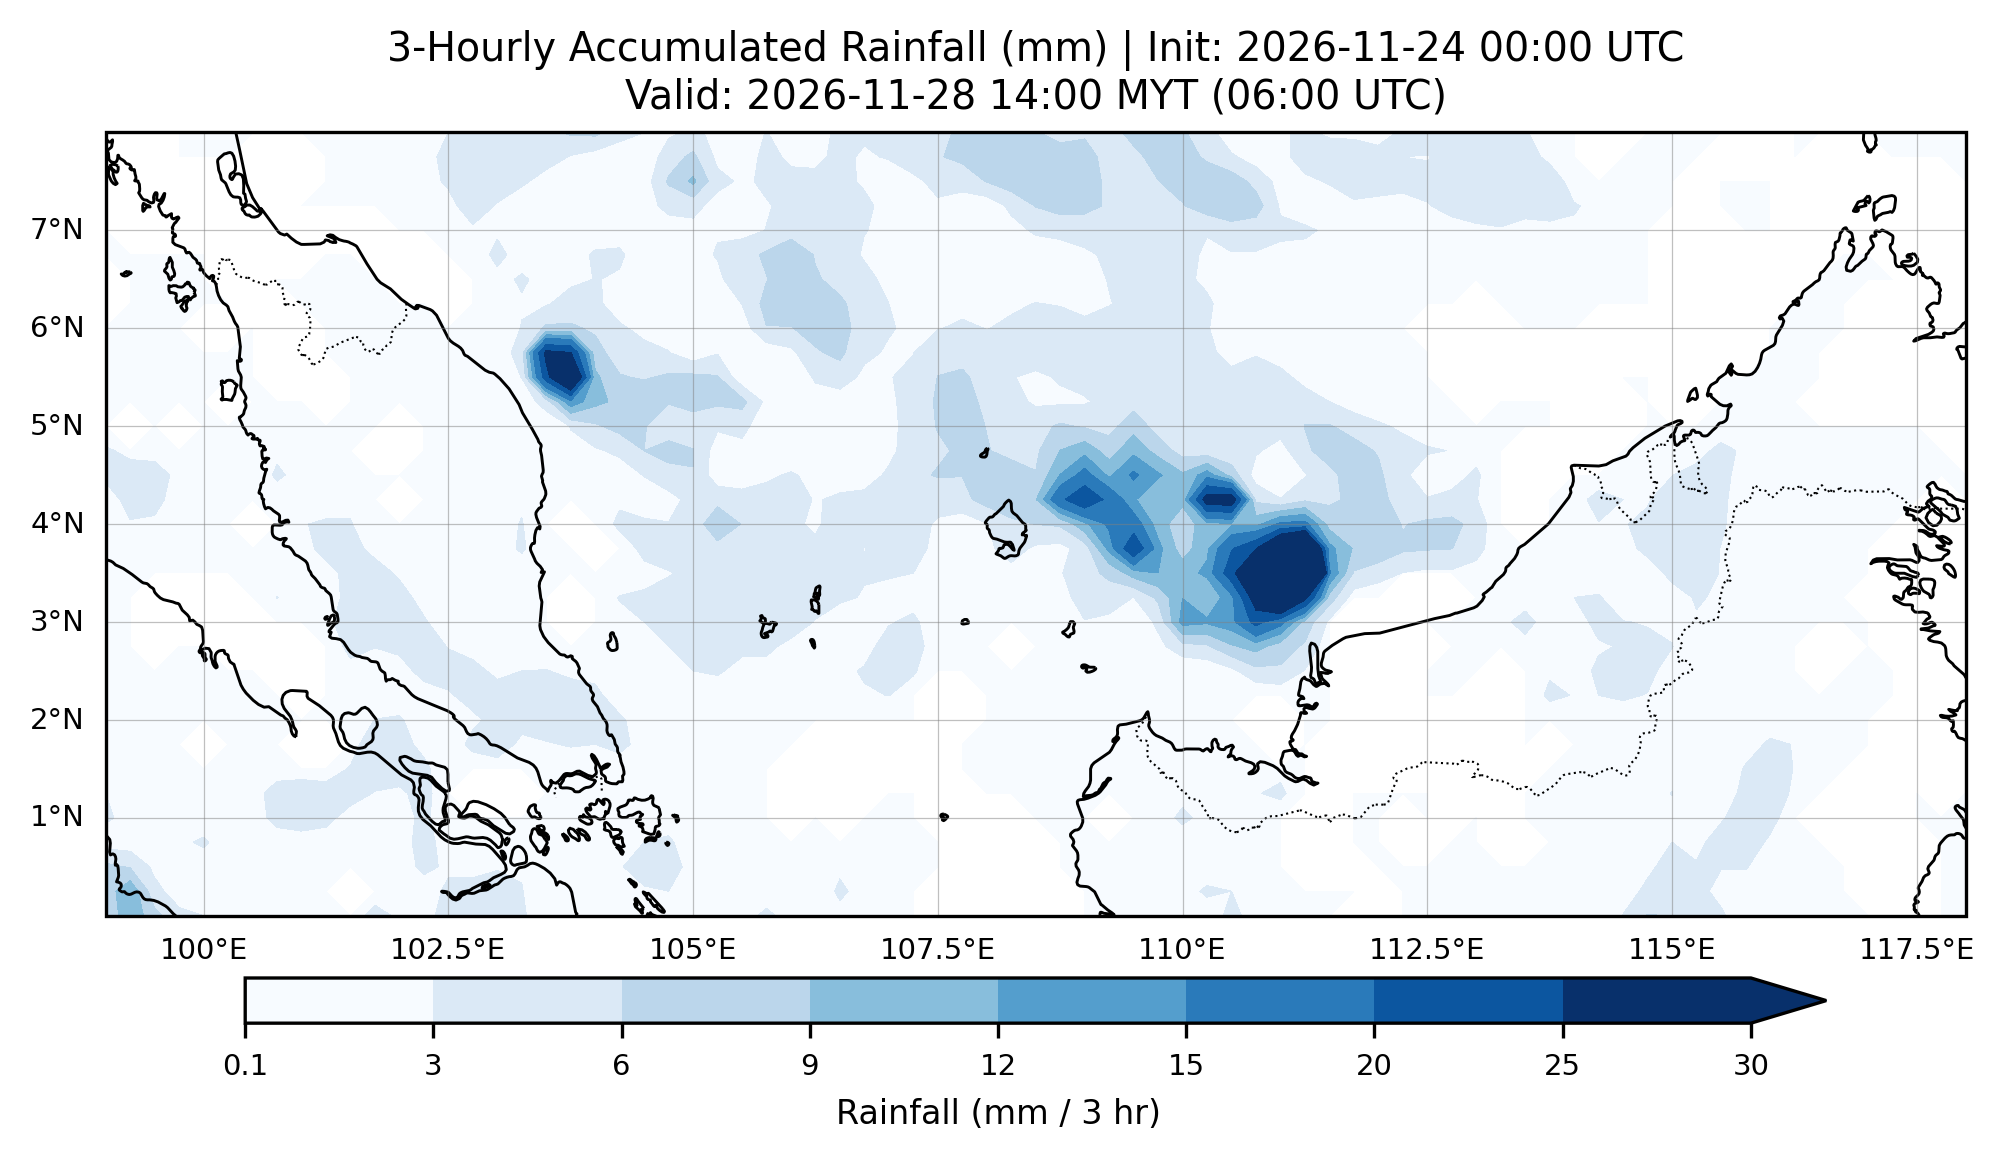 3-Hourly Accumulated Rainfall (mm) | Init: 2026-11-24 00:00 UTC
Valid: 2026-11-28 14:00 MYT (06:00 UTC)
7°N
6°N
5°N
4°N
3°N
2°N
1°N
100°E 102.5°E 105°E 107.5°E 110°E 112.5°E 115°E 117.5°E
0.1 3 6 9 12 15 20 25 30
Rainfall (mm / 3 hr)